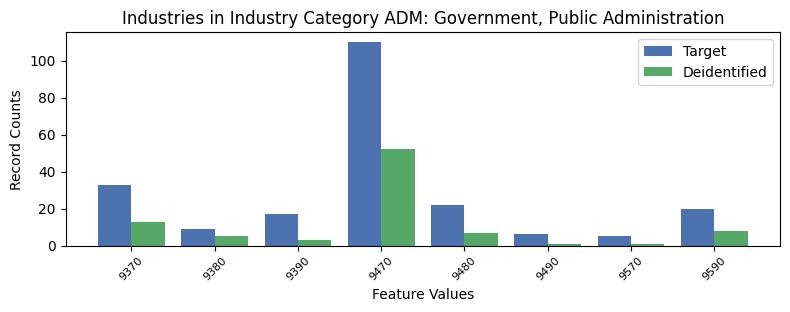 Industries in Industry Category ADM: Government, Public Administration
Target
Deidentified
Record Counts
100
80
60
40
20
0
9370
9380
9390
9470
9480
9490
9570
9590
Feature Values